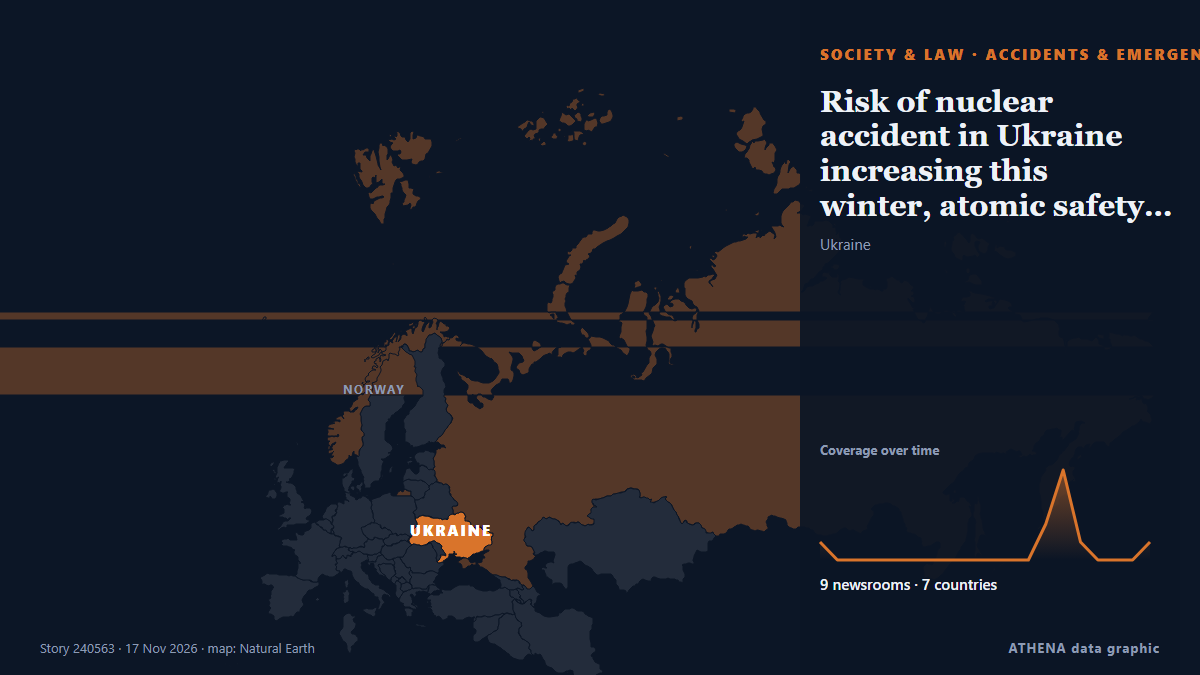 SOCIETY & LAW · ACCIDENTS & EMERGEN
Risk of nuclear
accident in Ukraine
increasing this
winter, atomic safety...
Ukraine
NORWAY
UKRAINE
Coverage over time
9 newsrooms · 7 countries
Story 240563 · 17 Nov 2026 · map: Natural Earth
ATHENA data graphic